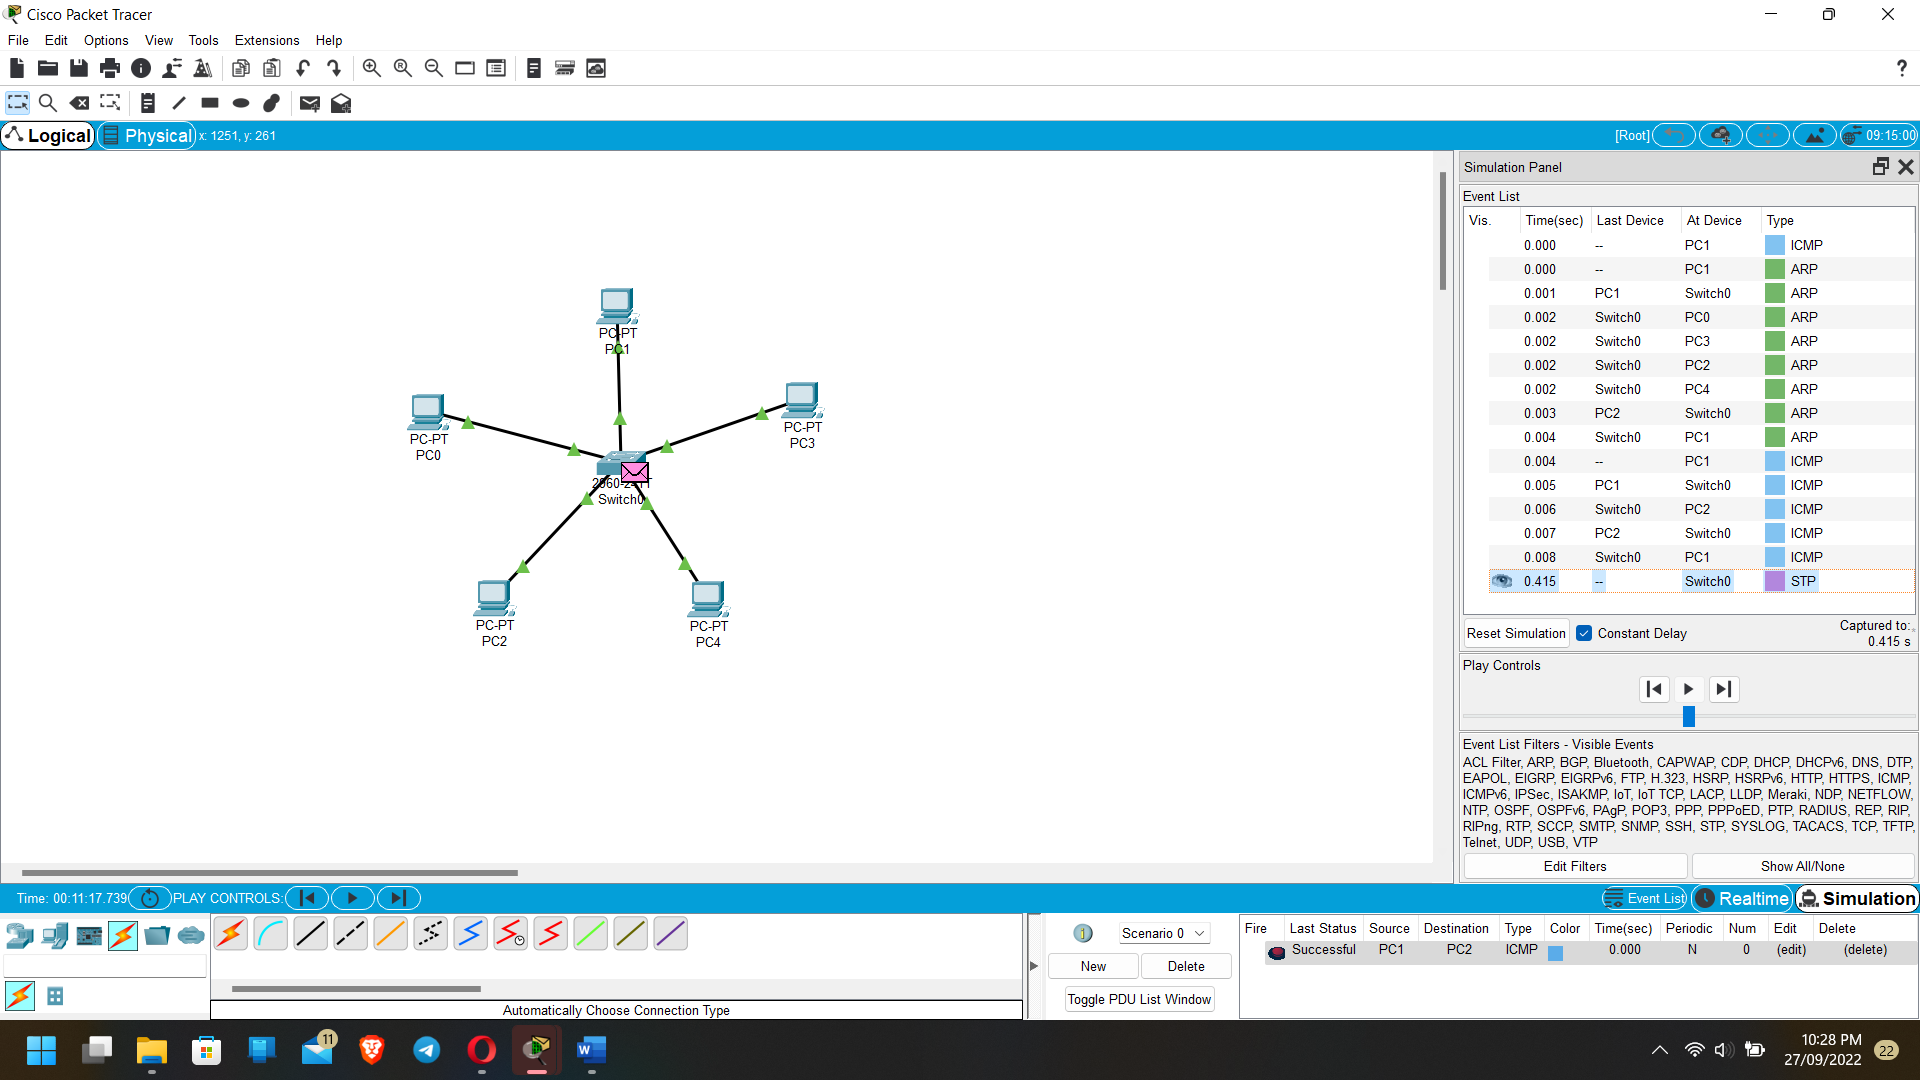 Cisco Packet Tracer
File Edit Options View Tools Extensions Help
?
Logical Physical x: 1251, y: 261 [Root] 09:15:00
Simulation Panel
Event List
Vis. Time(sec) Last Device At Device Type
0.000 -- PC1 ICMP
0.000 -- PC1 ARP
0.001 PC1 Switch0 ARP
0.002 Switch0 PC0 ARP
0.002 Switch0 PC3 ARP
0.002 Switch0 PC2 ARP
0.002 Switch0 PC4 ARP
0.003 PC2 Switch0 ARP
0.004 Switch0 PC1 ARP
0.004 -- PC1 ICMP
0.005 PC1 Switch0 ICMP
0.006 Switch0 PC2 ICMP
0.007 PC2 Switch0 ICMP
0.008 Switch0 PC1 ICMP
0.415 -- Switch0 STP
Reset Simulation Constant Delay Captured to:
0.415 s
PC-PT
PC1
PC-PT
PC3
PC-PT
PC0
Switch0
PC-PT
PC2
PC-PT
PC4
Play Controls
Event List Filters - Visible Events
ACL Filter, ARP, BGP, Bluetooth, CAPWAP, CDP, DHCP, DHCPv6, DNS, DTP,
EAPOL, EIGRP, EIGRPv6, FTP, H.323, HSRP, HSRPv6, HTTP, HTTPS, ICMP,
ICMPv6, IPSec, ISAKMP, IoT, IoT TCP, LACP, LLDP, Meraki, NDP, NETFLOW,
NTP, OSPF, OSPFv6, PAgP, POP3, PPP, PPPoED, PTP, RADIUS, REP, RIP,
RIPng, RTP, SCCP, SMTP, SNMP, SSH, STP, SYSLOG, TACACS, TCP, TFTP,
Telnet, UDP, USB, VTP
Edit Filters Show All/None
Time: 00:11:17.739 PLAY CONTROLS: Event List Realtime Simulation
Automatically Choose Connection Type
1 Scenario 0
New Delete
Toggle PDU List Window
Fire Last Status Source Destination Type Color Time(sec) Periodic Num Edit Delete
Successful PC1 PC2 ICMP 0.000 N 0 (edit) (delete)
11
10:28 PM
27/09/2022
22